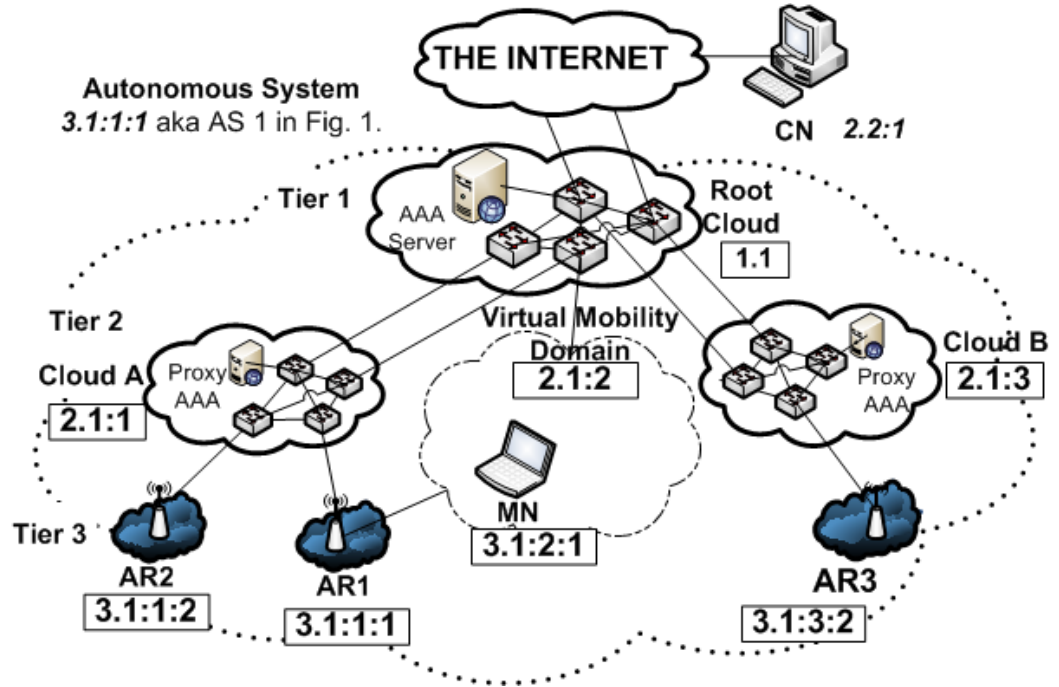 THE INTERNET
Autonomous System
3.1:1:1 aka AS 1 in Fig. 1.
CN 2.2:1
Tier 1
AAA
Server
Root
Cloud
1.1
Tier 2
Virtual Mobility
Domain
2.1:2
Cloud A
2.1:1
Proxy
AAA
Cloud B
2.1:3
Proxy
AAA
MN
3.1:2:1
Tier 3
AR2
3.1:1:2
AR1
3.1:1:1
AR3
3.1:3:2